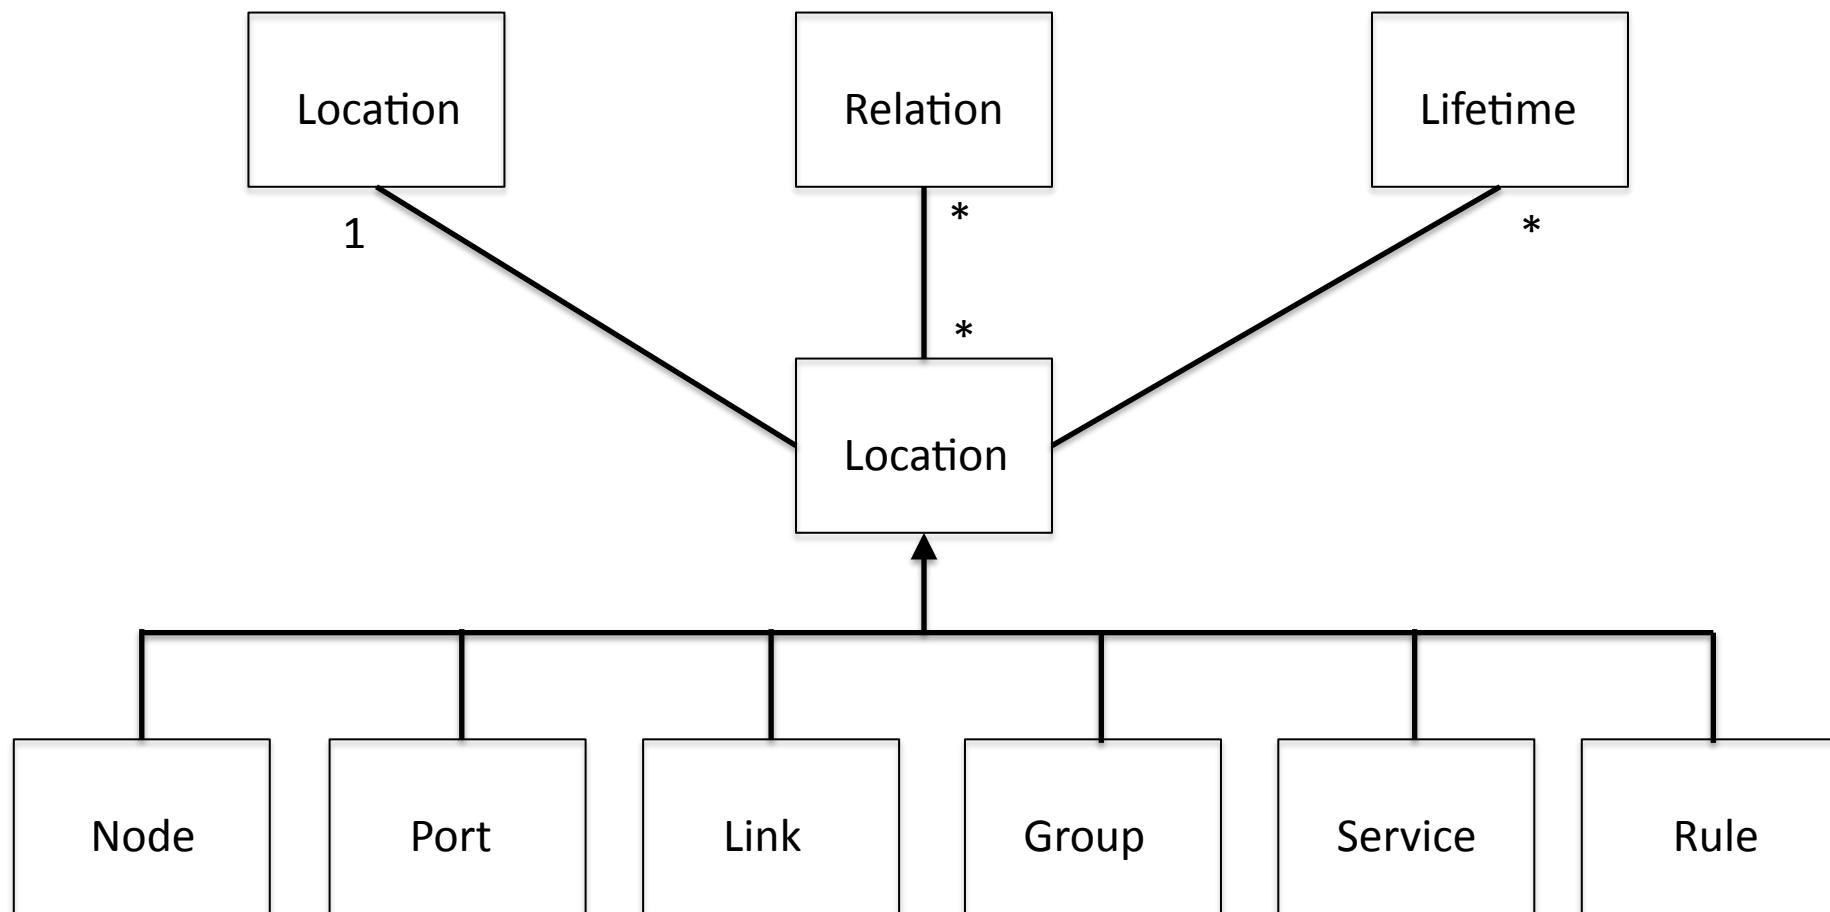 Location
Relation
Lifetime
1
*
*
*
Location
Node
Port
Link
Group
Service
Rule